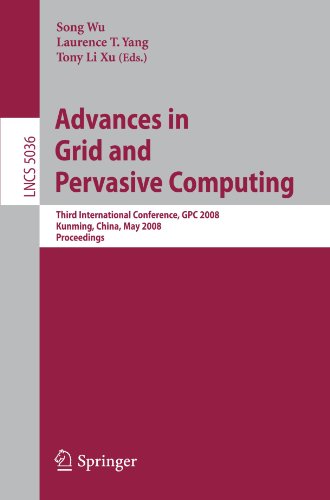 Song Wu
Laurence T. Yang
Tony Li Xu (Eds.)
LNCS 5036
Advances in
Grid and
Pervasive Computing
Third International Conference, GPC 2008
Kunming, China, May 2008
Proceedings
Springer